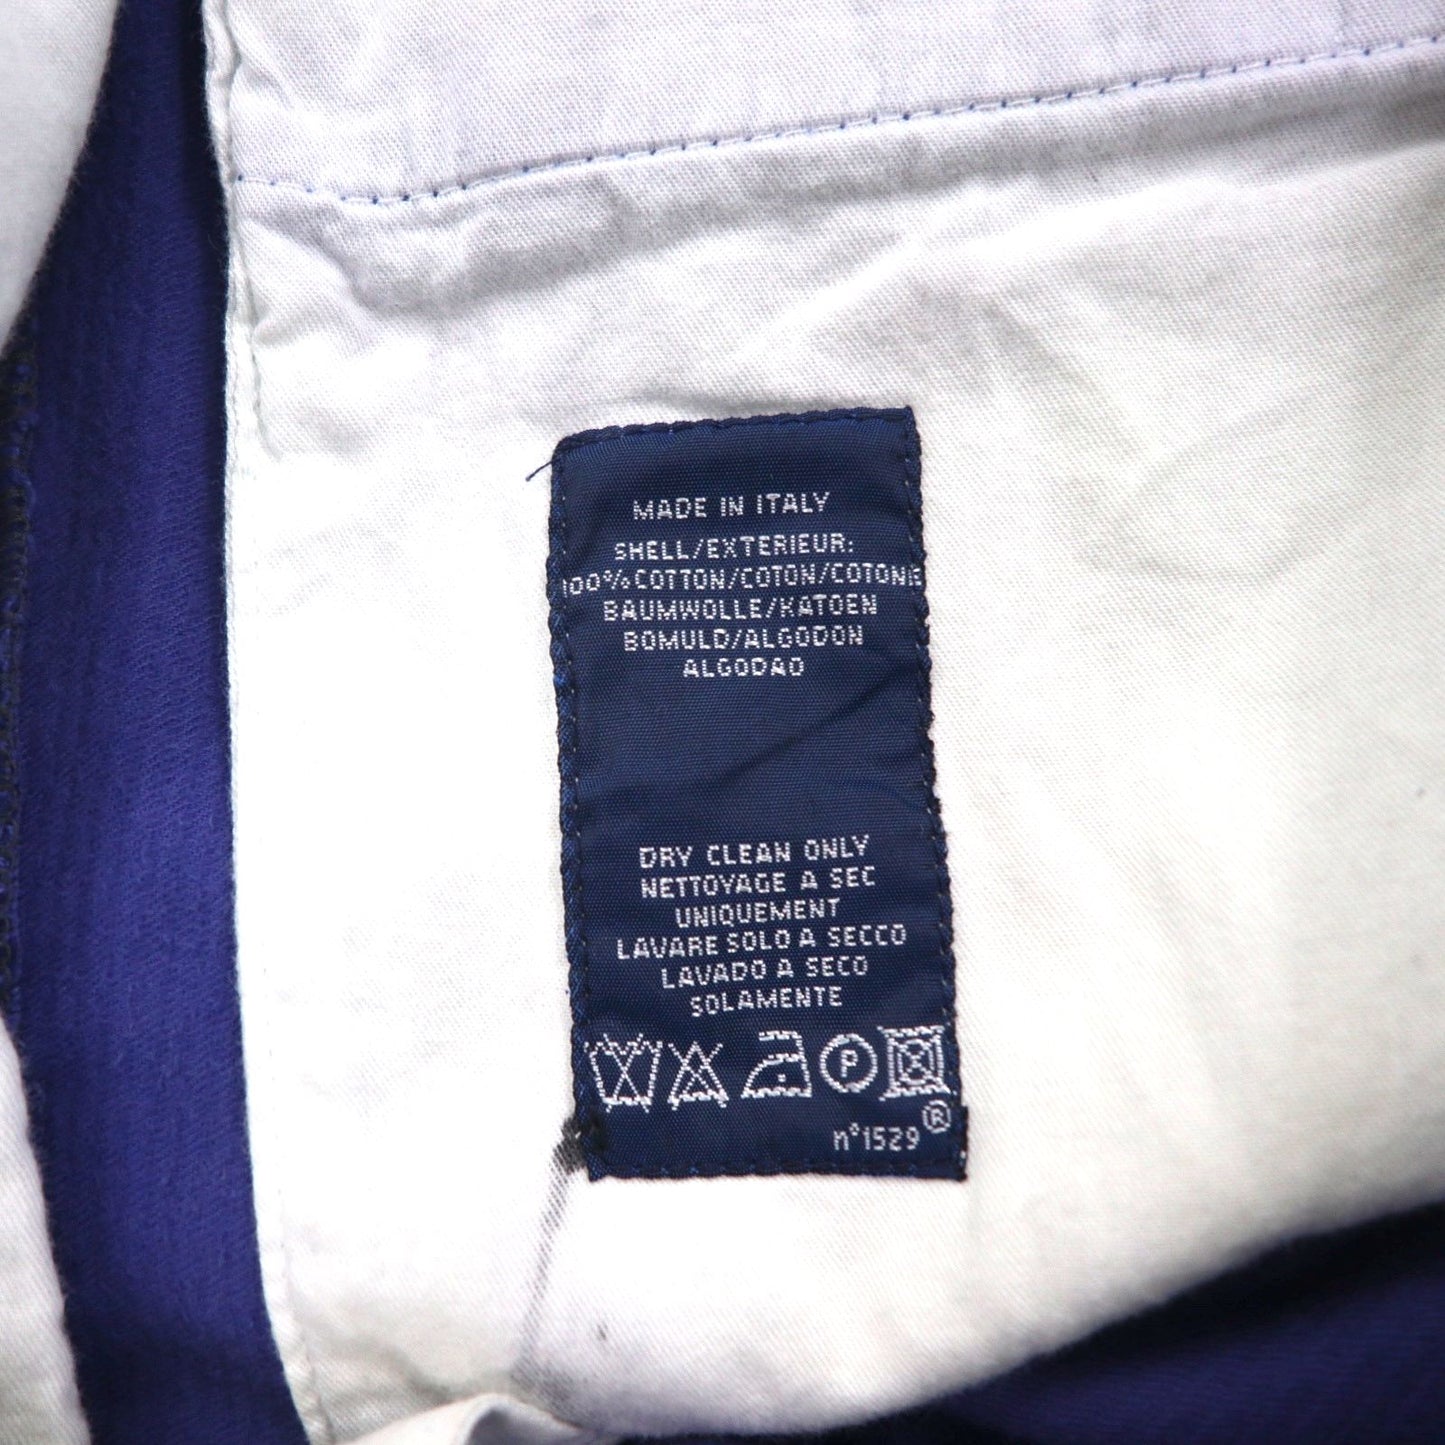 MADE IN ITALY
SHELL/EXTERIEUR:
100% COTTON/COTON/COTONE
BAUMWOLLE/KATOEN
BOMULD/ALGODON
ALGODAO
DRY CLEAN ONLY
NETTOYAGE A SEC
UNIQUEMENT
LAVARE SOLO A SECCO
LAVADO A SECO
SOLAMENTE
P
n°1529 ®